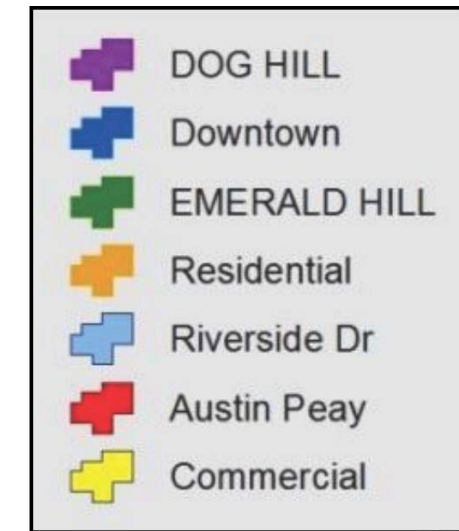 DOG HILL
Downtown
EMERALD HILL
Residential
Riverside Dr
Austin Peay
Commercial